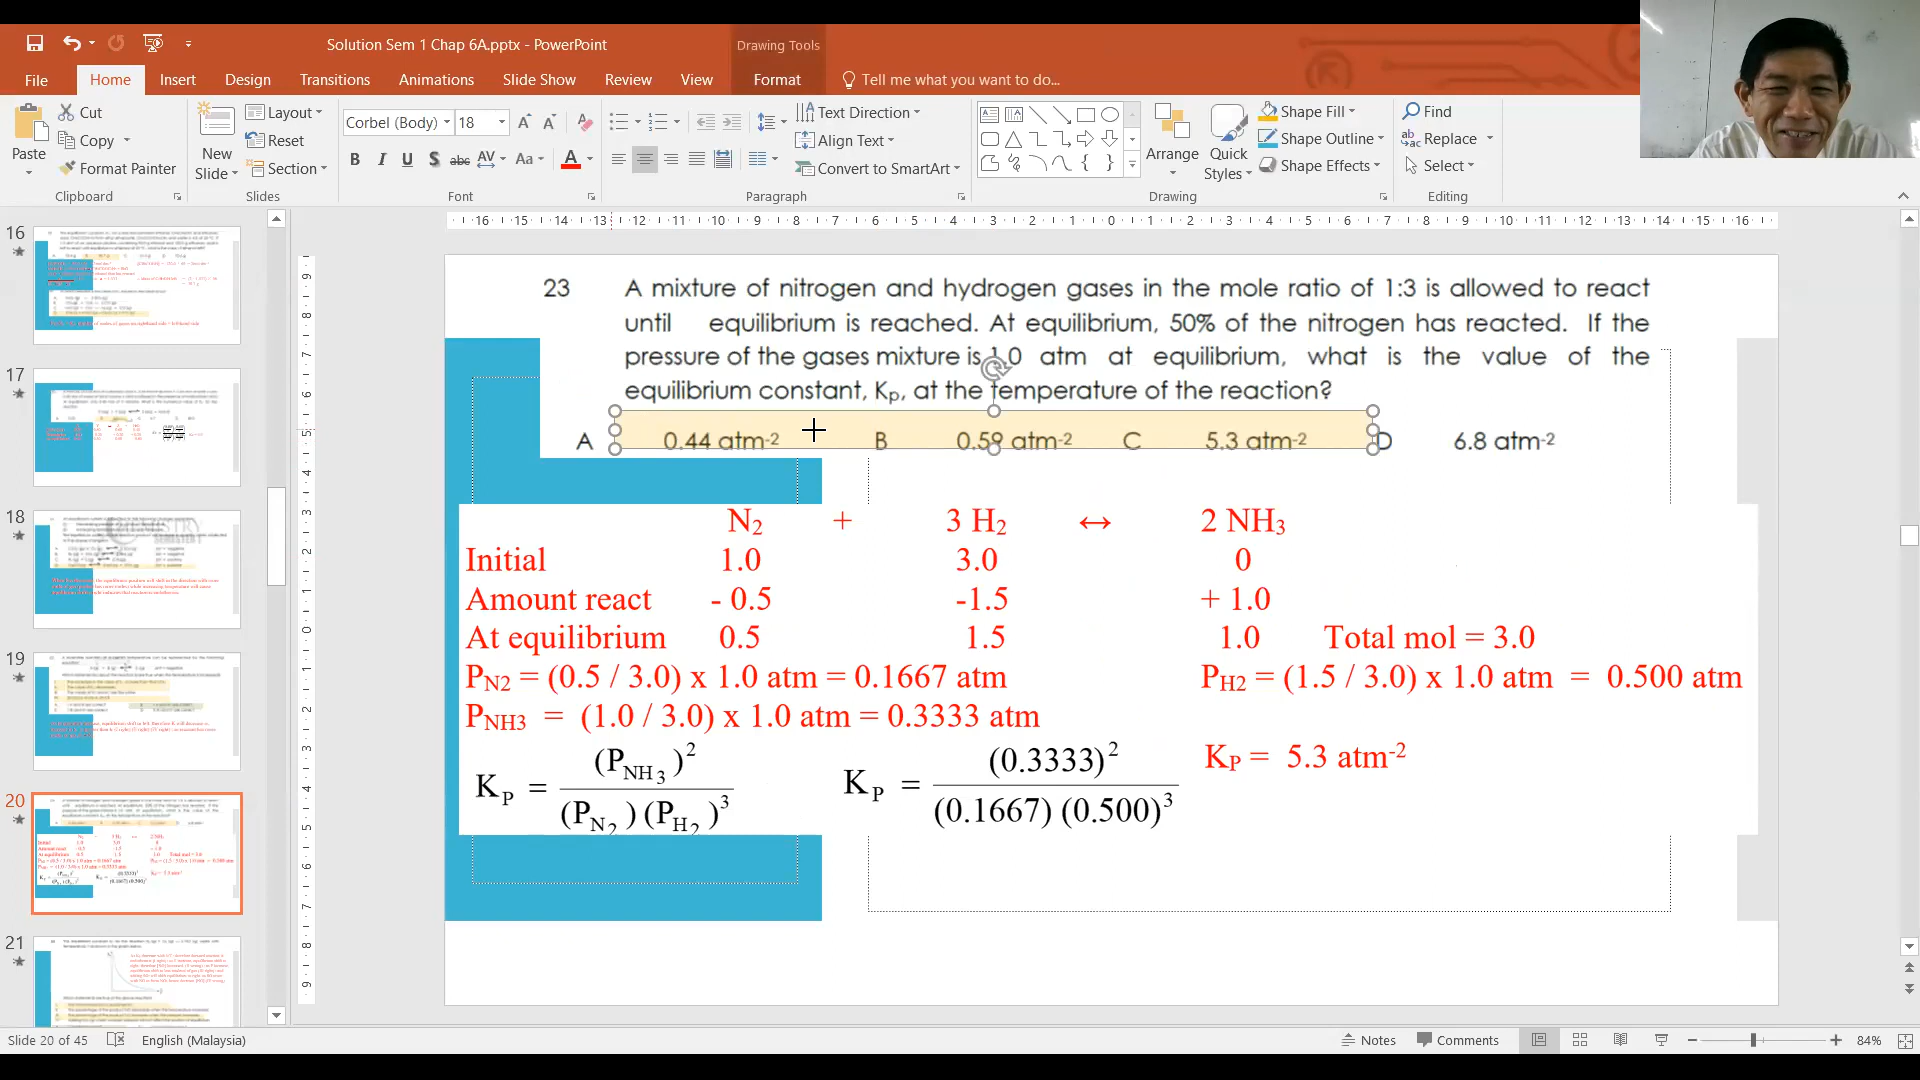 Solution Sem 1 Chap 6A.pptx - PowerPoint
Drawing Tools
File Home Insert Design Transitions Animations Slide Show Review View Format Tell me what you want to do...
Paste
Cut
Copy
Format Painter
Clipboard
New Slide
Layout
Reset
Section
Slides
Corbel (Body) 18
B I U S abc AV Aa A
Font
Text Direction
Align Text
Convert to SmartArt
Paragraph
Arrange
Quick Styles
Shape Fill
Shape Outline
Shape Effects
Drawing
Find
Replace
Select
Editing
16
17
18
19
20
21
23 A mixture of nitrogen and hydrogen gases in the mole ratio of 1:3 is allowed to react
until equilibrium is reached. At equilibrium, 50% of the nitrogen has reacted. If the
pressure of the gases mixture is 1.0 atm at equilibrium, what is the value of the
equilibrium constant, Kp, at the temperature of the reaction?
A 0.44 atm-2 B 0.59 atm-2 C 5.3 atm-2 D 6.8 atm-2
N2 + 3 H2 ↔ 2 NH3
Initial 1.0 3.0 0
Amount react - 0.5 -1.5 + 1.0
At equilibrium 0.5 1.5 1.0 Total mol = 3.0
PN2 = (0.5 / 3.0) x 1.0 atm = 0.1667 atm PH2 = (1.5 / 3.0) x 1.0 atm = 0.500 atm
PNH3 = (1.0 / 3.0) x 1.0 atm = 0.3333 atm
KP = (PNH3)2 / (PN2) (PH2)3 KP = (0.3333)2 / (0.1667) (0.500)3 KP = 5.3 atm-2
Slide 20 of 45 English (Malaysia) Notes Comments 84%